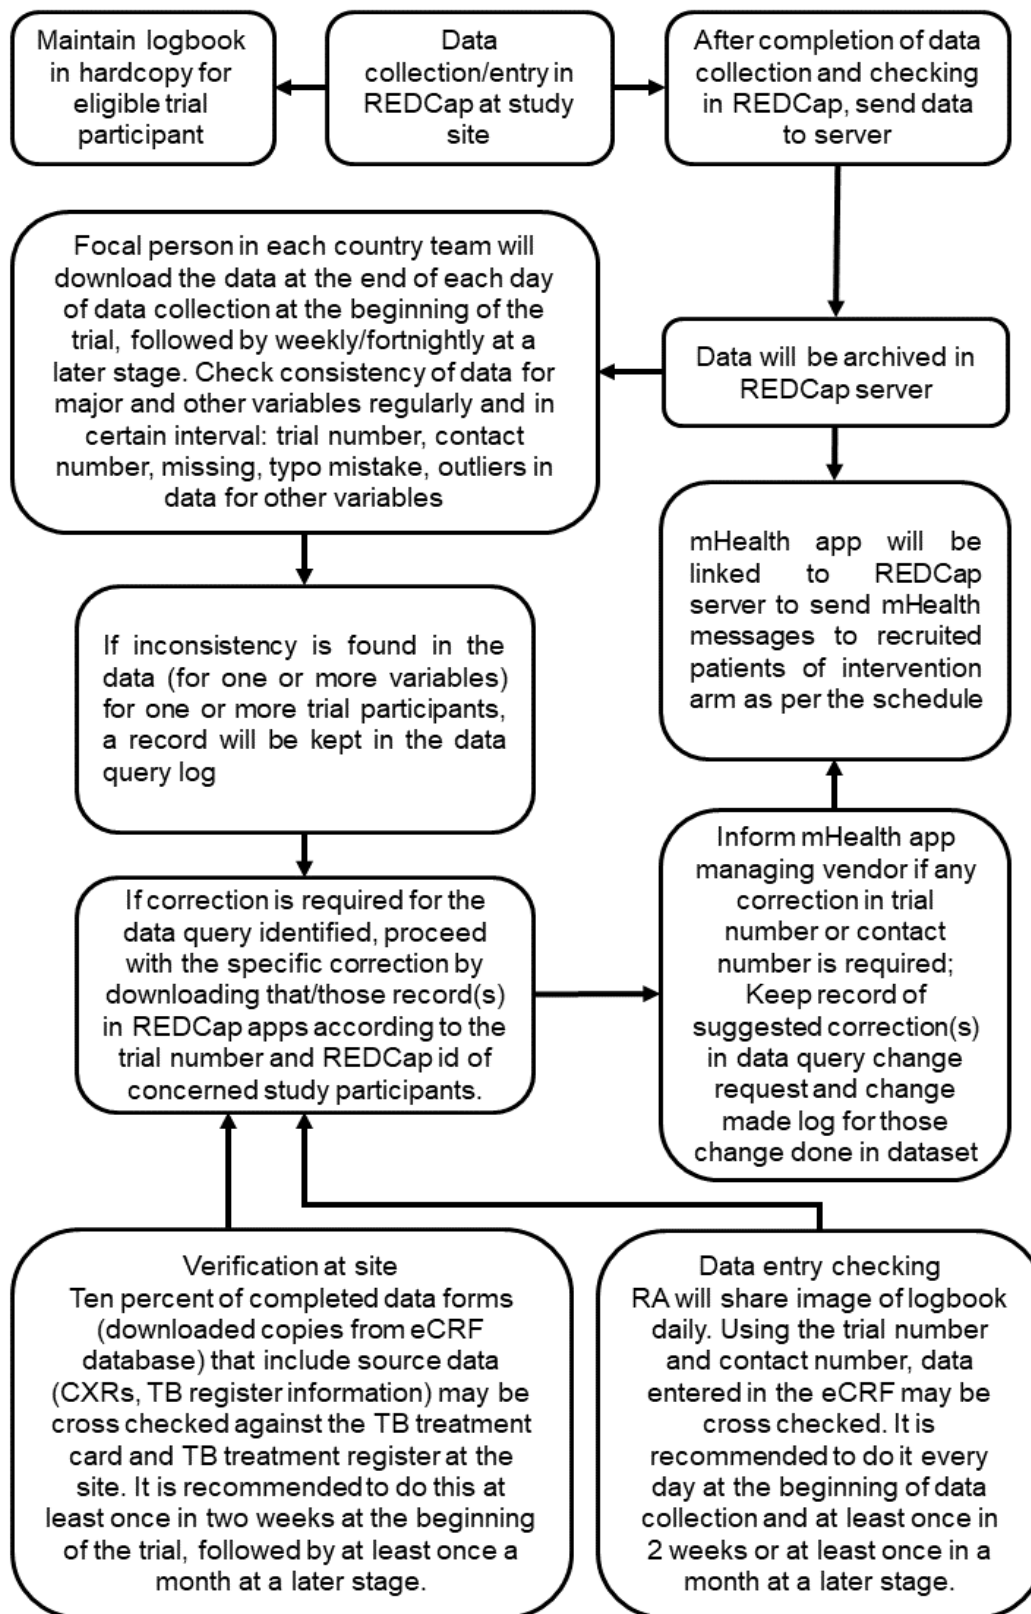 Maintain logbook
in hardcopy for
eligible trial
participant
Data
collection/entry in
REDCap at study
site
After completion of data
collection and checking
in REDCap, send data
to server
Focal person in each country team will
download the data at the end of each day
of data collection at the beginning of the
trial, followed by weekly/fortnightly at a
later stage. Check consistency of data for
major and other variables regularly and in
certain interval: trial number, contact
number, missing, typo mistake, outliers in
data for other variables
Data will be archived in
REDCap server
mHealth app will be
linked to REDCap
server to send mHealth
messages to recruited
patients of intervention
arm as per the schedule
If inconsistency is found in the
data (for one or more variables)
for one or more trial participants,
a record will be kept in the data
query log
If correction is required for the
data query identified, proceed
with the specific correction by
downloading that/those record(s)
in REDCap apps according to the
trial number and REDCap id of
concerned study participants.
Inform mHealth app
managing vendor if any
correction in trial
number or contact
number is required;
Keep record of
suggested correction(s)
in data query change
request and change
made log for those
change done in dataset
Verification at site
Ten percent of completed data forms
(downloaded copies from eCRF
database) that include source data
(CXRs, TB register information) may be
cross checked against the TB treatment
card and TB treatment register at the
site. It is recommended to do this at
least once in two weeks at the beginning
of the trial, followed by at least once a
month at a later stage.
Data entry checking
RA will share image of logbook
daily. Using the trial number
and contact number, data
entered in the eCRF may be
cross checked. It is
recommended to do it every
day at the beginning of data
collection and at least once in
2 weeks or at least once in a
month at a later stage.